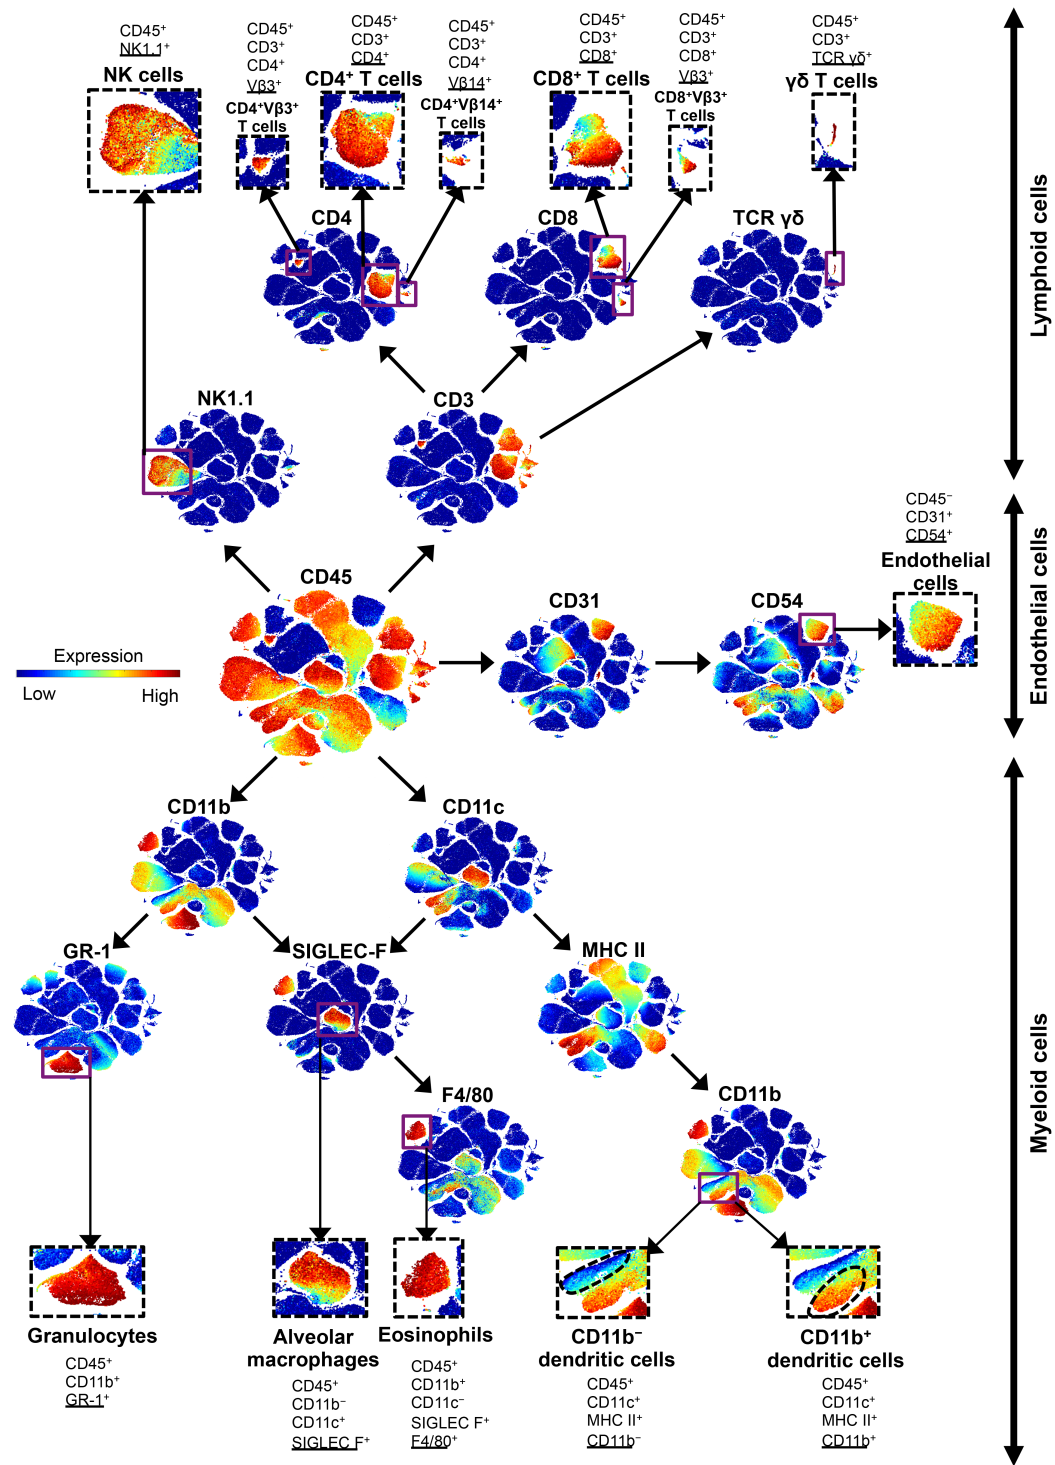 CD45⁺
NK1.1⁺
NK cells
CD45⁺
CD3⁺
CD4⁺
Vβ3⁺
CD4⁺Vβ3⁺
T cells
CD45⁺
CD3⁺
CD4⁺
CD4⁺ T cells
CD45⁺
CD3⁺
CD4⁺
Vβ14⁺
CD4⁺Vβ14⁺
T cells
CD45⁺
CD3⁺
CD8⁺
CD8⁺ T cells
CD45⁺
CD3⁺
CD8⁺
Vβ3⁺
CD8⁺Vβ3⁺
T cells
CD45⁺
CD3⁺
TCR γδ⁺
γδ T cells
CD4
CD8
TCR γδ
NK1.1
CD3
Lymphoid cells
CD45
CD31
CD54
CD45⁻
CD31⁺
CD54⁺
Endothelial
cells
Endothelial cells
Expression
Low
High
CD11b
CD11c
GR-1
SIGLEC-F
MHC II
F4/80
CD11b
Myeloid cells
Granulocytes
CD45⁺
CD11b⁺
GR-1⁺
Alveolar
macrophages
CD45⁺
CD11b⁻
CD11c⁺
SIGLEC F⁺
Eosinophils
CD45⁺
CD11b⁺
CD11c⁻
SIGLEC F⁺
F4/80⁺
CD11b⁻
dendritic cells
CD45⁺
CD11c⁺
MHC II⁺
CD11b⁻
CD11b⁺
dendritic cells
CD45⁺
CD11c⁺
MHC II⁺
CD11b⁺